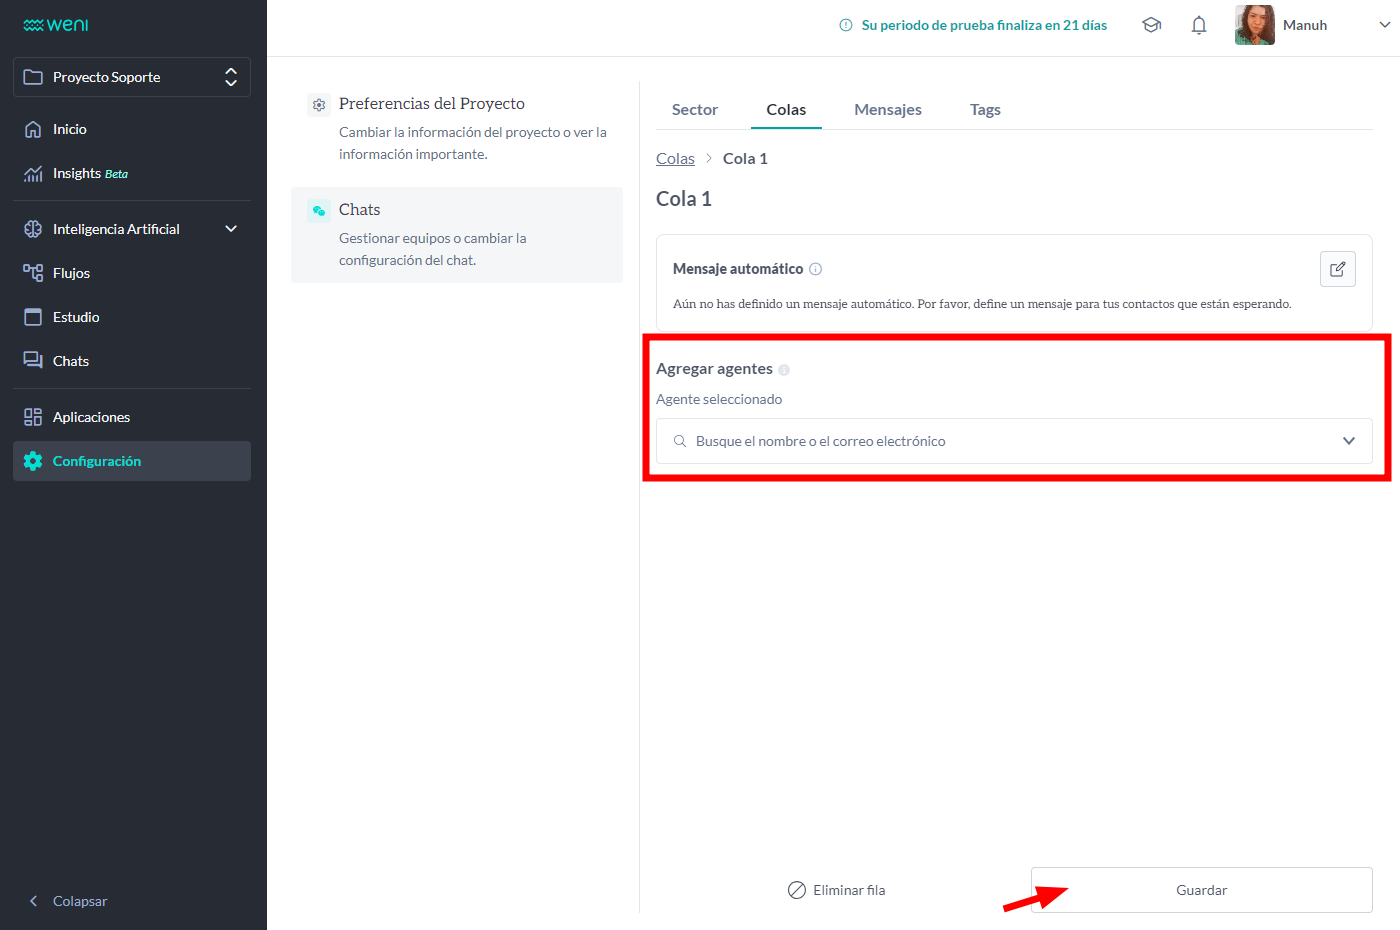 weni
Proyecto Soporte
Inicio
Insights Beta
Inteligencia Artificial
Flujos
Estudio
Chats
Aplicaciones
Configuración
Colapsar
Su periodo de prueba finaliza en 21 días
Manuh
Preferencias del Proyecto
Cambiar la información del proyecto o ver la
información importante.
Chats
Gestionar equipos o cambiar la
configuración del chat.
Sector Colas Mensajes Tags
Colas > Cola 1
Cola 1
Mensaje automático
Aún no has definido un mensaje automático. Por favor, define un mensaje para tus contactos que están esperando.
Agregar agentes
Agente seleccionado
Busque el nombre o el correo electrónico
Eliminar fila
Guardar